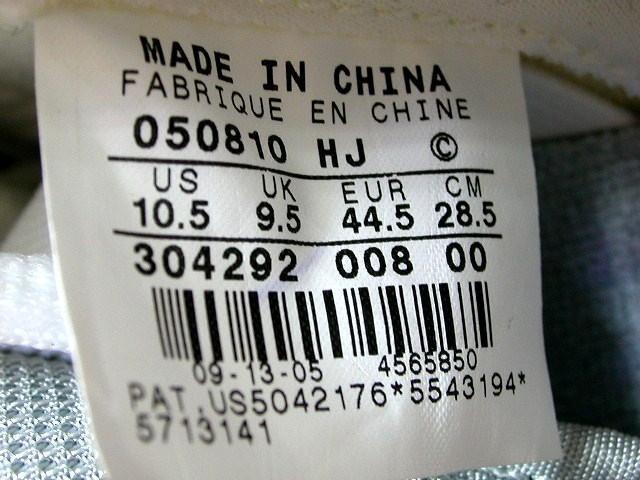 MADE IN CHINA
FABRIQUE EN CHINE
050810 HJ ©
US UK EUR CM
10.5 9.5 44.5 28.5
304292 008 00
09-13-05 4565850
PAT.US5042176*5543194*
5713141